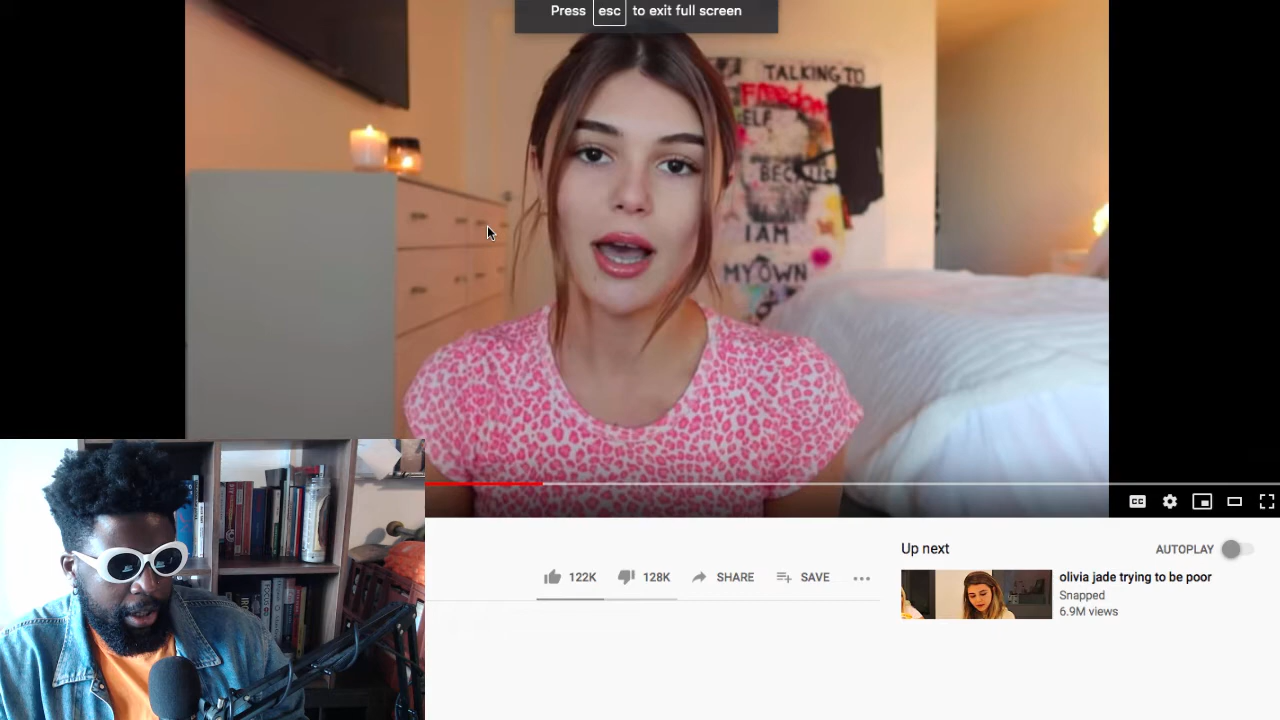 Press esc to exit full screen
TALKING TO
FREEdom
ELF
I AM
MY OWN
CC
122K
128K
SHARE
SAVE
Up next
AUTOPLAY
olivia jade trying to be poor
Snapped
6.9M views